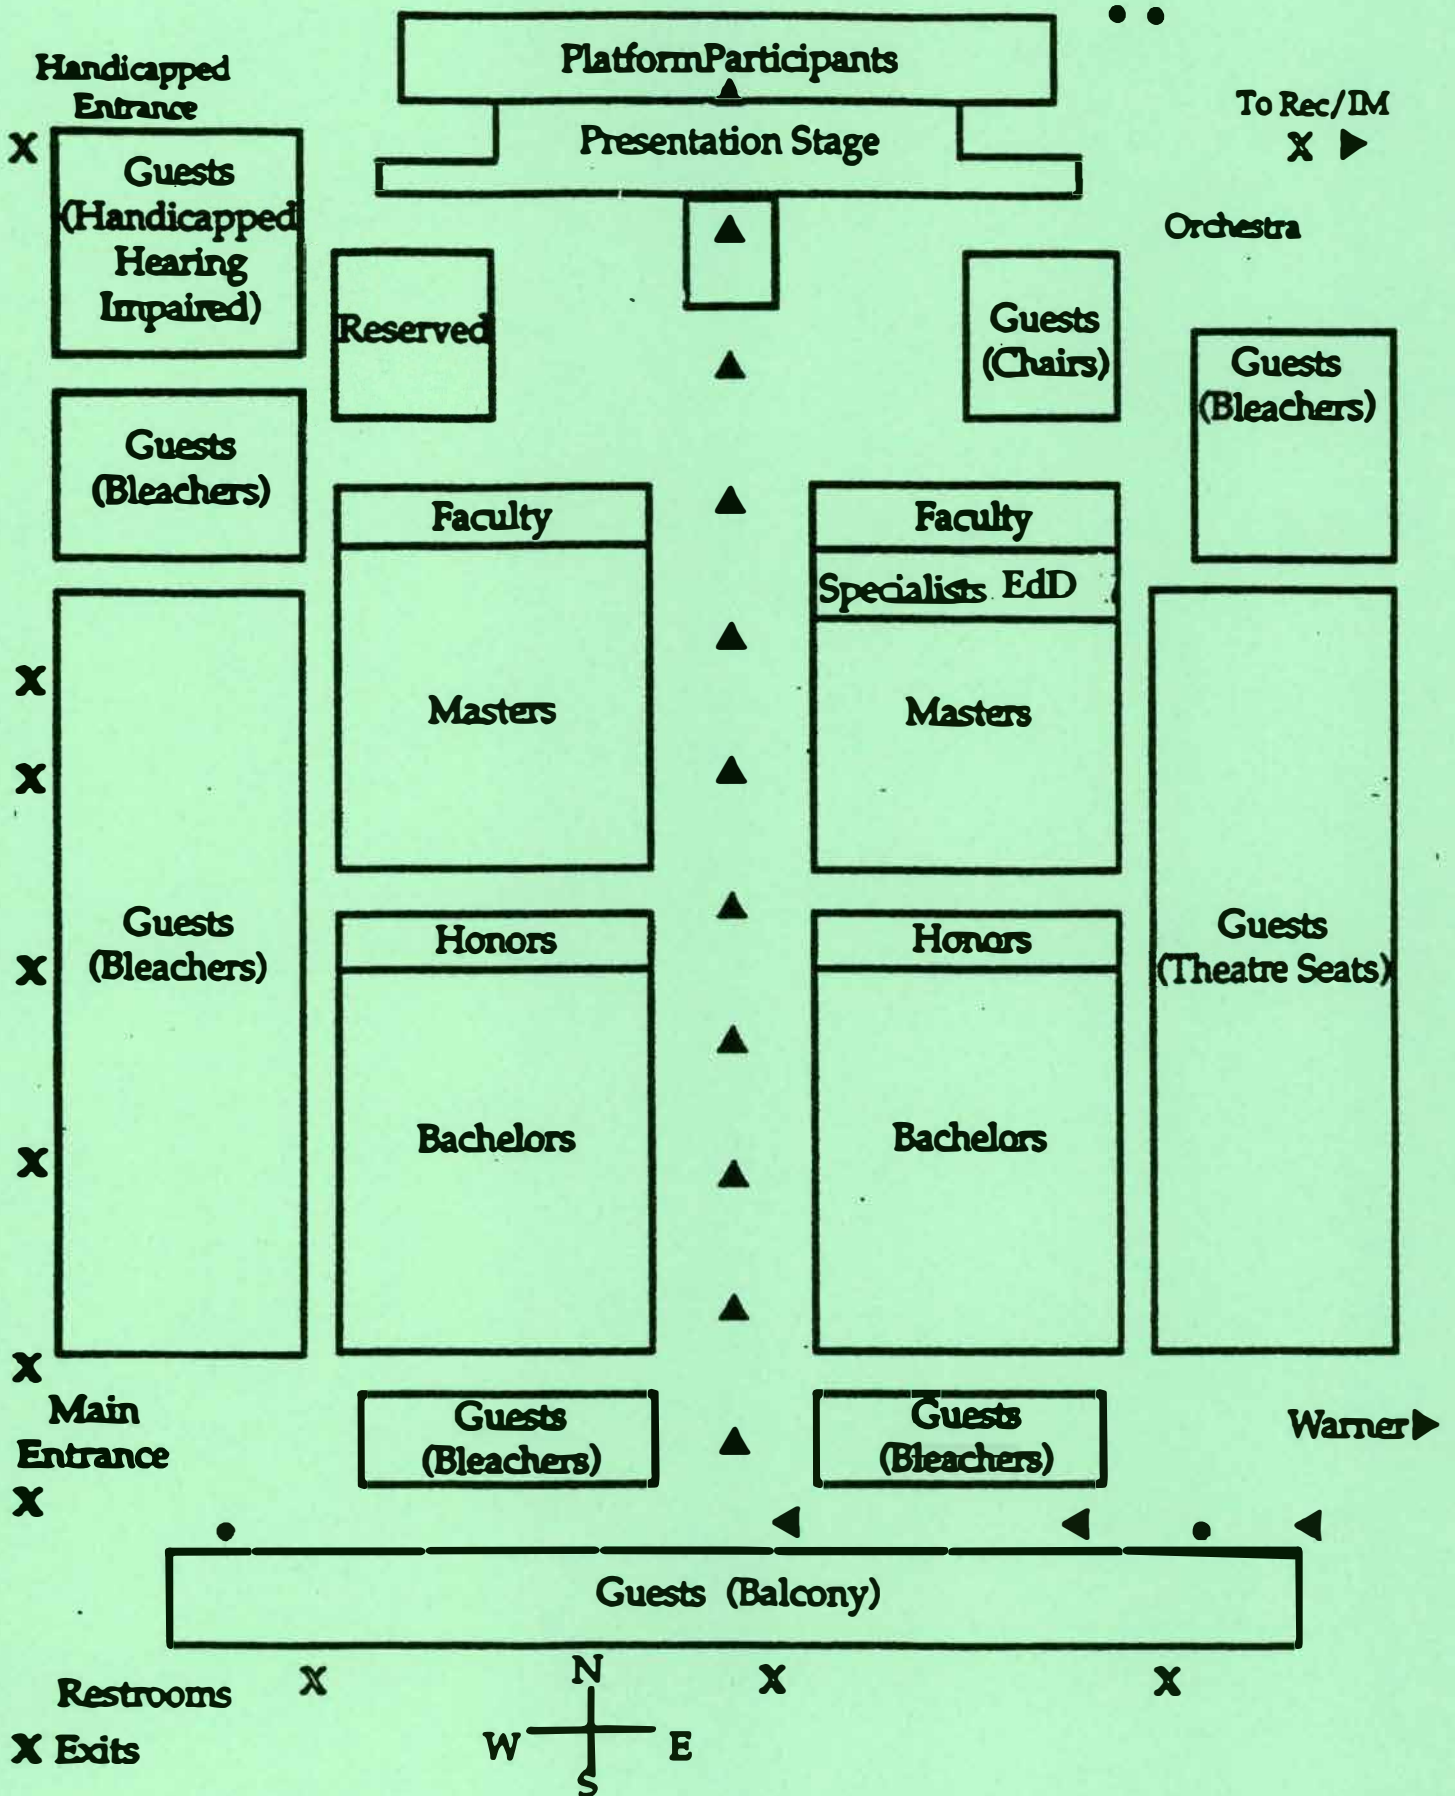 PlatformParticipants
Handicapped
Entrance
To Rec/IM
X
X
Presentation Stage
Guests
(Handicapped
Hearing
Impaired)
Orchestra
Reserved
Guests
(Chairs)
Guests
(Bleachers)
Guests
(Bleachers)
Faculty
Faculty
Specialists EdD
X
Masters
Masters
X
Guests
(Bleachers)
Honors
Honors
Guests
(Theatre Seats)
X
Bachelors
Bachelors
X
X
Main
Entrance
Guests
(Bleachers)
Guests
(Bleachers)
Warner
X
Guests (Balcony)
X
X
X
Restrooms
X Exits
N
W E
S